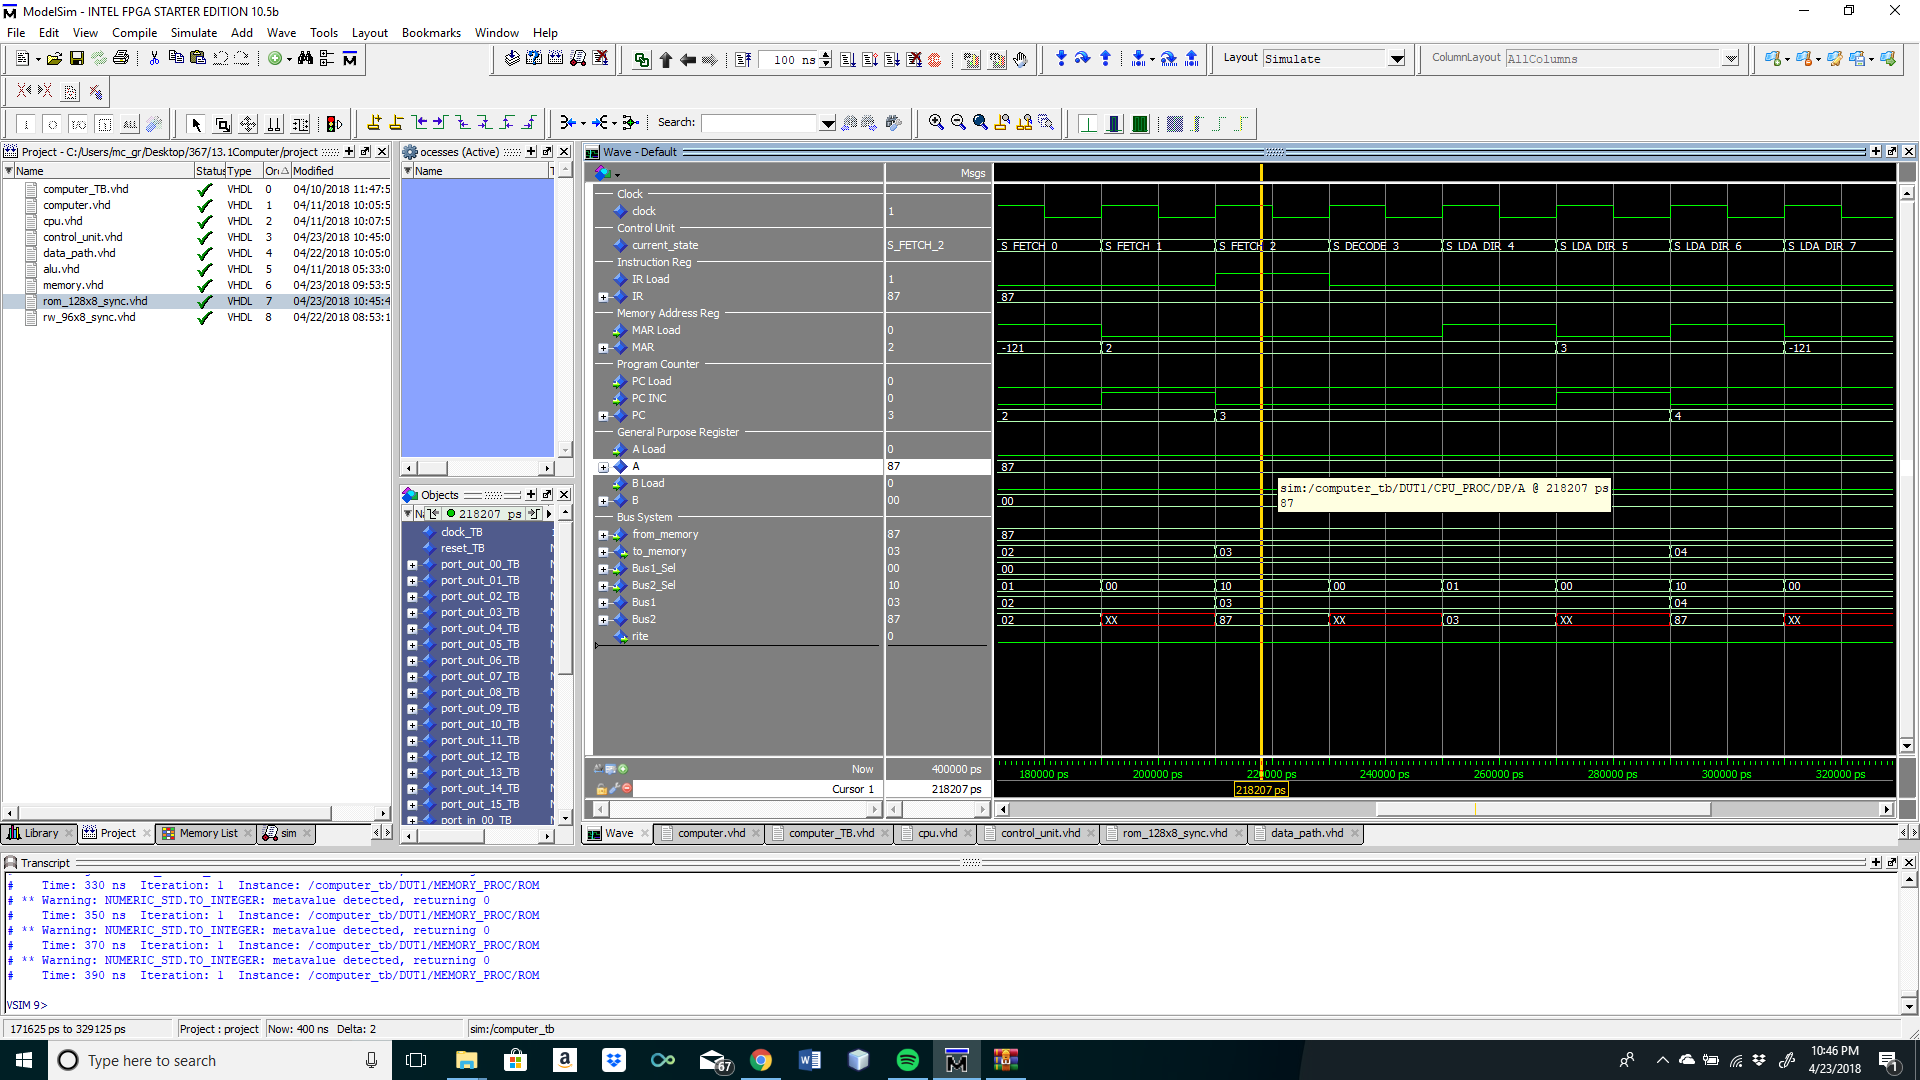 ModelSim - INTEL FPGA STARTER EDITION 10.5b
File Edit View Compile Simulate Add Wave Tools Layout Bookmarks Window Help
100 ns
Layout Simulate
ColumnLayout AllColumns
Search:
Project - C:/Users/mc_gr/Desktop/367/13.1Computer/project
Name Status Type Ord Modified
computer_TB.vhd VHDL 0 04/10/2018 11:47:5
computer.vhd VHDL 1 04/11/2018 10:05:5
cpu.vhd VHDL 2 04/11/2018 10:07:5
control_unit.vhd VHDL 3 04/23/2018 10:45:0
data_path.vhd VHDL 4 04/22/2018 10:05:0
alu.vhd VHDL 5 04/11/2018 05:33:0
memory.vhd VHDL 6 04/23/2018 09:53:5
rom_128x8_sync.vhd VHDL 7 04/23/2018 10:45:4
rw_96x8_sync.vhd VHDL 8 04/22/2018 08:53:1
Library Project Memory List sim
ocesses (Active)
Name
Objects
218207 ps
clock_TB
reset_TB
port_out_00_TB
port_out_01_TB
port_out_02_TB
port_out_03_TB
port_out_04_TB
port_out_05_TB
port_out_06_TB
port_out_07_TB
port_out_08_TB
port_out_09_TB
port_out_10_TB
port_out_11_TB
port_out_12_TB
port_out_13_TB
port_out_14_TB
port_out_15_TB
port_in_00_TB
Wave - Default
Msgs
Clock
clock 1
Control Unit
current_state S_FETCH_2 S_FETCH_0 S_FETCH_1 S_FETCH_2 S_DECODE_3 S_LDA_DIR_4 S_LDA_DIR_5 S_LDA_DIR_6 S_LDA_DIR_7
Instruction Reg
IR Load 1
IR 87 87
Memory Address Reg
MAR Load 0
MAR 2 -121 2 3 -121
Program Counter
PC Load 0
PC INC 0
PC 3 2 3 4
General Purpose Register
A Load 0
A 87 87
B Load 0
B 00 00
sim:/computer_tb/DUT1/CPU_PROC/DP/A @ 218207 ps
87
Bus System
from_memory 87 87
to_memory 03 02 03 04
Bus1_Sel 00 00
Bus2_Sel 10 01 00 10 00 01 00 10 00
Bus1 03 02 03 04
Bus2 87 02 XX 87 XX 03 XX 87 XX
rite 0
Now 400000 ps 180000 ps 200000 ps 220000 ps 240000 ps 260000 ps 280000 ps 300000 ps 320000 ps
Cursor 1 218207 ps 218207 ps
Wave computer.vhd computer_TB.vhd cpu.vhd control_unit.vhd rom_128x8_sync.vhd data_path.vhd
Transcript
# Time: 330 ns Iteration: 1 Instance: /computer_tb/DUT1/MEMORY_PROC/ROM
# ** Warning: NUMERIC_STD.TO_INTEGER: metavalue detected, returning 0
# Time: 350 ns Iteration: 1 Instance: /computer_tb/DUT1/MEMORY_PROC/ROM
# ** Warning: NUMERIC_STD.TO_INTEGER: metavalue detected, returning 0
# Time: 370 ns Iteration: 1 Instance: /computer_tb/DUT1/MEMORY_PROC/ROM
# ** Warning: NUMERIC_STD.TO_INTEGER: metavalue detected, returning 0
# Time: 390 ns Iteration: 1 Instance: /computer_tb/DUT1/MEMORY_PROC/ROM
VSIM 9>
171625 ps to 329125 ps Project : project Now: 400 ns Delta: 2 sim:/computer_tb
Type here to search
67
10:46 PM
4/23/2018
1